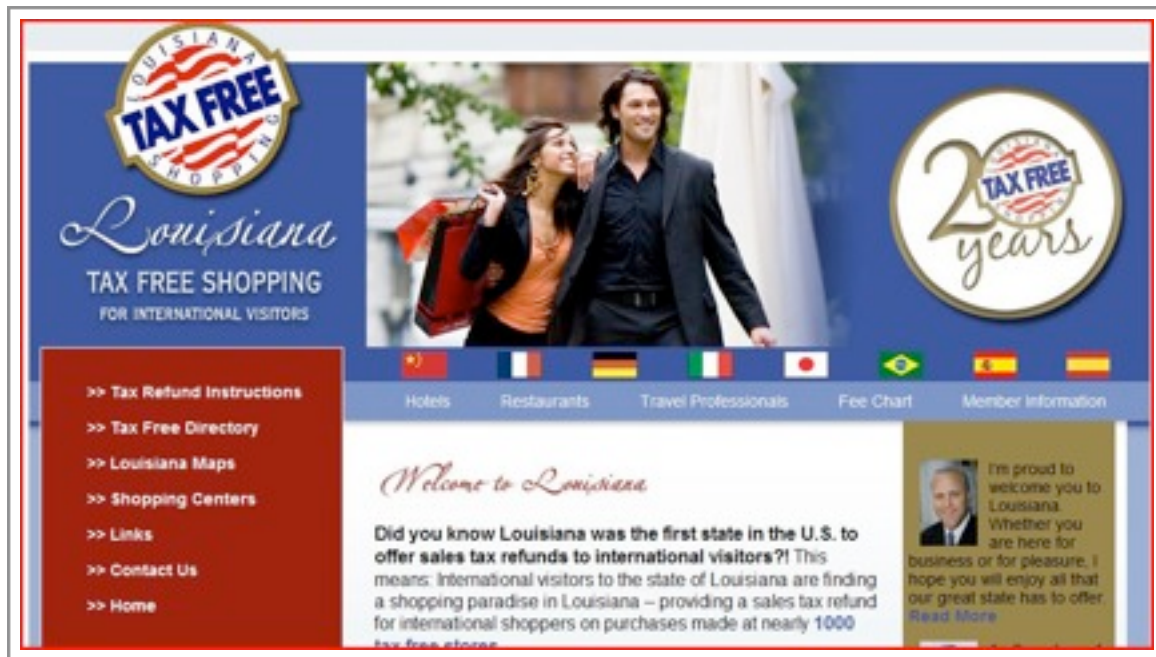 LOUISIANA
TAX FREE
SHOPPING
Louisiana
TAX FREE SHOPPING
FOR INTERNATIONAL VISITORS
20
LOUISIANA
TAX FREE
SHOPPING
years
>> Tax Refund Instructions
>> Tax Free Directory
>> Louisiana Maps
>> Shopping Centers
>> Links
>> Contact Us
>> Home
Hotels Restaurants Travel Professionals Fee Chart Member Information
Welcome to Louisiana
Did you know Louisiana was the first state in the U.S. to
offer sales tax refunds to international visitors?! This
means: International visitors to the state of Louisiana are finding
a shopping paradise in Louisiana – providing a sales tax refund
for international shoppers on purchases made at nearly 1000
tax free stores
I'm proud to
welcome you to
Louisiana.
Whether you
are here for
business or for pleasure, I
hope you will enjoy all that
our great state has to offer.
Read More